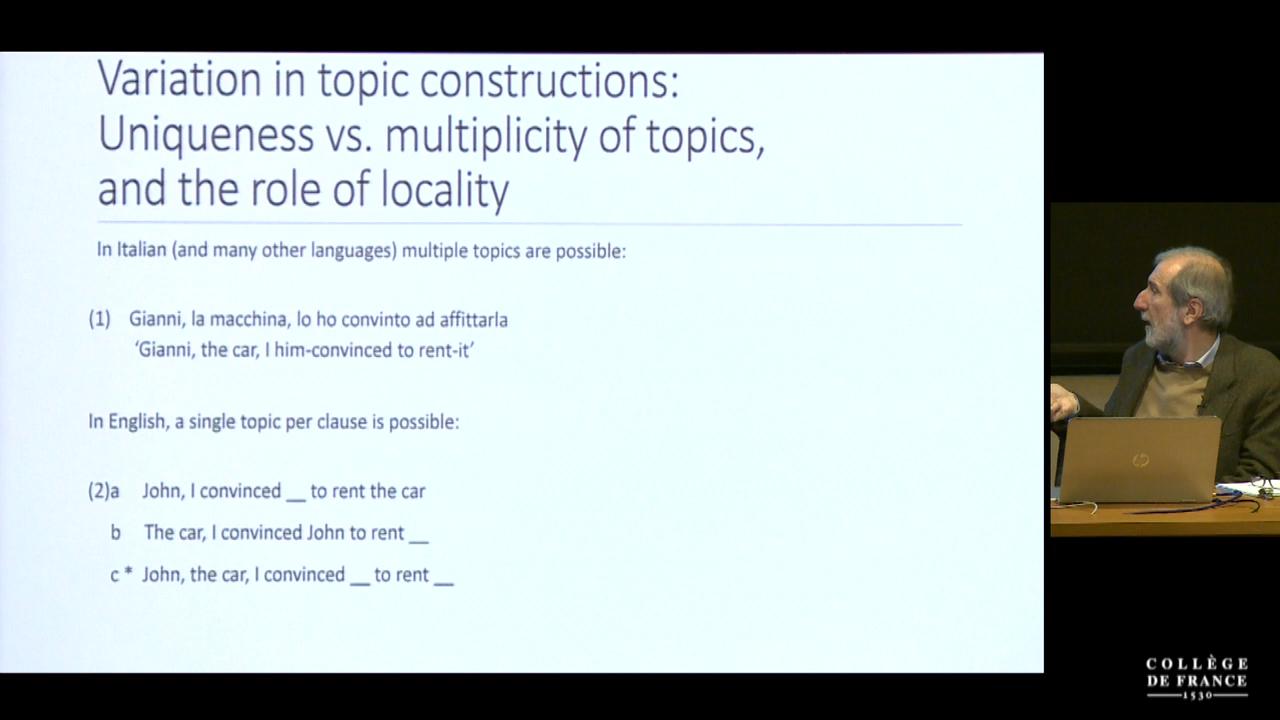 Variation in topic constructions:
Uniqueness vs. multiplicity of topics,
and the role of locality
In Italian (and many other languages) multiple topics are possible:
(1) Gianni, la macchina, lo ho convinto ad affittarla
‘Gianni, the car, I him-convinced to rent-it’
In English, a single topic per clause is possible:
(2)a John, I convinced __ to rent the car
b The car, I convinced John to rent __
c * John, the car, I convinced __ to rent __
hp
COLLÈGE
DE FRANCE
1530